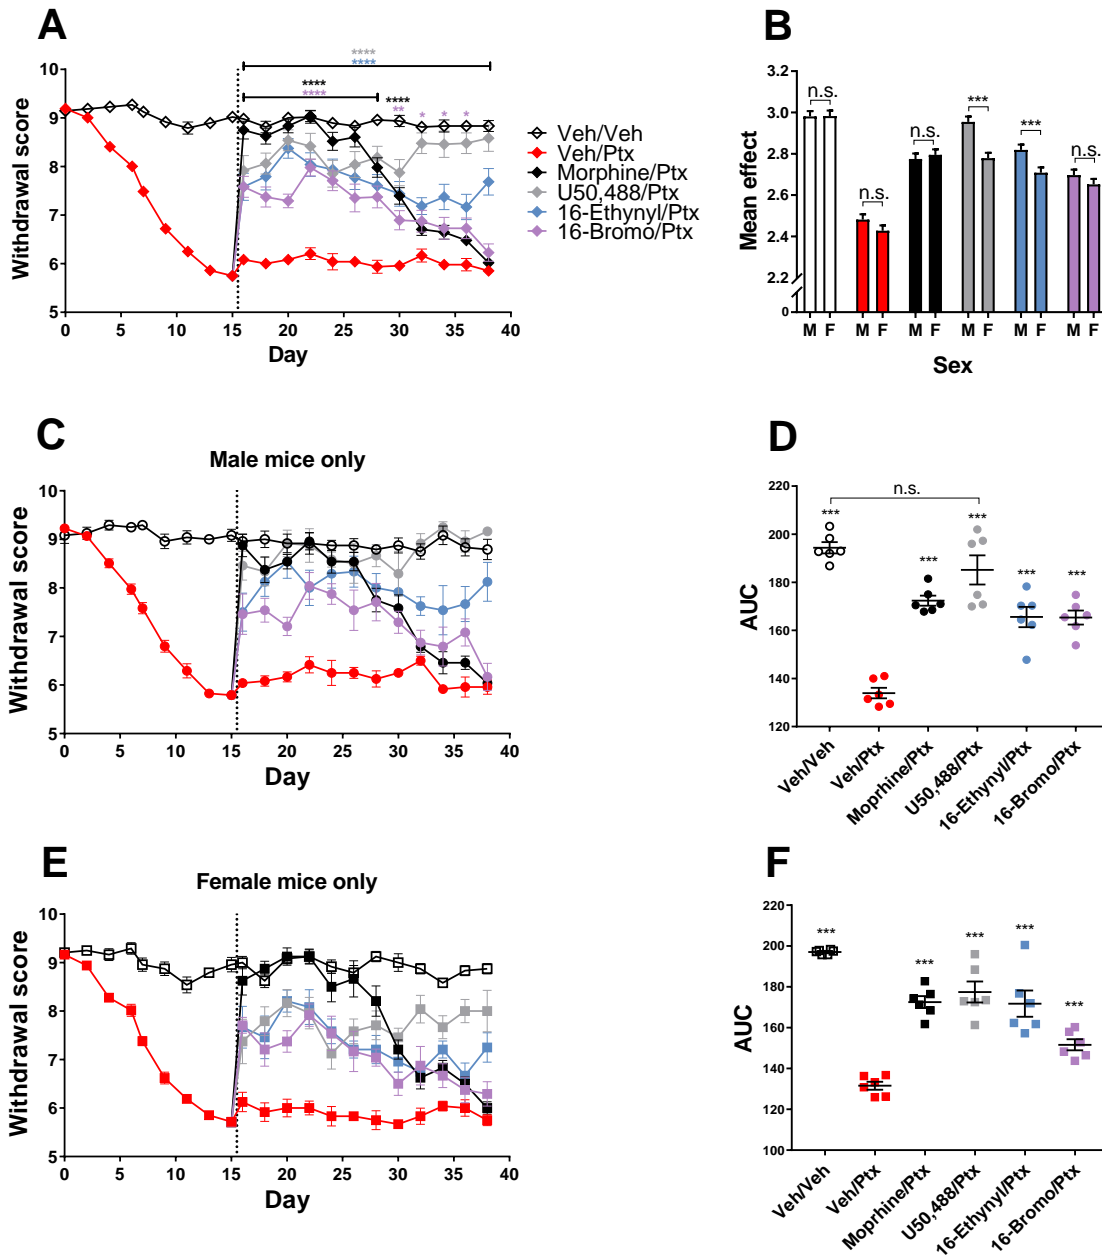 A
****
****
****
****
****
** * * *
Withdrawal score
10
9
8
7
6
5
0 5 10 15 20 25 30 35 40
Day
Veh/Veh
Veh/Ptx
Morphine/Ptx
U50,488/Ptx
16-Ethynyl/Ptx
16-Bromo/Ptx
B
Mean effect
3.2
3.0
2.8
2.6
2.4
2.2
0
n.s. n.s. n.s. *** *** n.s.
M F M F M F M F M F M F
Sex
C
Male mice only
Withdrawal score
10
9
8
7
6
5
0 5 10 15 20 25 30 35 40
Day
D
AUC
220
200
180
160
140
120
n.s.
*** *** *** *** ***
Veh/Veh
Veh/Ptx
Moprhine/Ptx
U50,488/Ptx
16-Ethynyl/Ptx
16-Bromo/Ptx
E
Female mice only
Withdrawal score
10
9
8
7
6
5
0 5 10 15 20 25 30 35 40
Day
F
AUC
220
200
180
160
140
120
100
*** *** *** *** ***
Veh/Veh
Veh/Ptx
Moprhine/Ptx
U50,488/Ptx
16-Ethynyl/Ptx
16-Bromo/Ptx